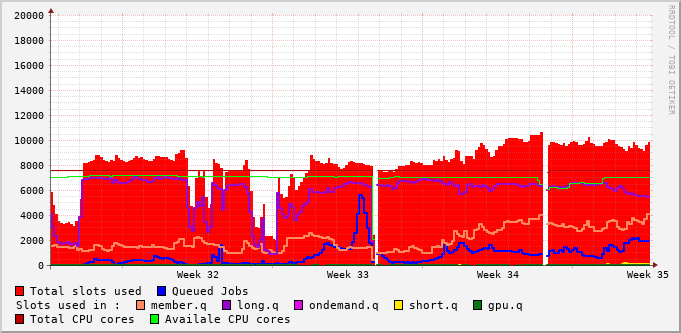 20000
18000
16000
14000
12000
10000
8000
6000
4000
2000
0
Week 32 Week 33 Week 34 Week 35
RRDTOOL / TOBI OETIKER
Total slots used Queued Jobs
Slots used in : member.q long.q ondemand.q short.q gpu.q
Total CPU cores Availale CPU cores